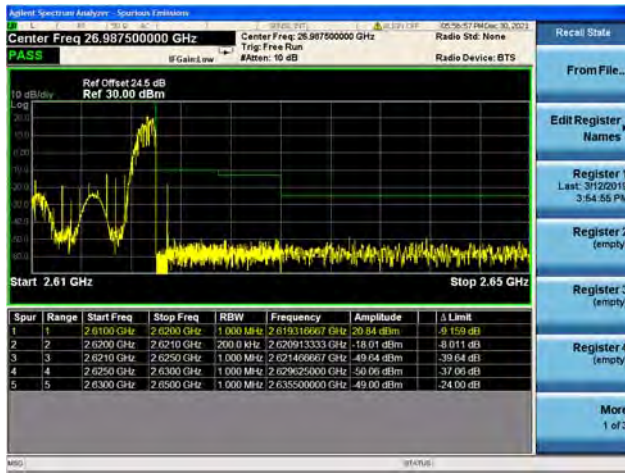 Agilent Spectrum Analyzer - Spurious Emissions
05:56:57 PM Dec 30, 2021
Center Freq 26.987500000 GHz
Center Freq: 26.987500000 GHz
Radio Std: None
Trig: Free Run
PASS
IFGain:Low
#Atten: 10 dB
Radio Device: BTS
Ref Offset 24.5 dB
10 dB/div
Ref 30.00 dBm
Log
Start 2.61 GHz
Stop 2.65 GHz
Spur Range Start Freq Stop Freq RBW Frequency Amplitude Δ Limit
1 1 2.6100 GHz 2.6200 GHz 1.000 MHz 2.619316667 GHz 20.84 dBm -9.159 dB
2 2 2.6200 GHz 2.6210 GHz 200.0 kHz 2.620913333 GHz -18.01 dBm -8.011 dB
3 3 2.6210 GHz 2.6250 GHz 1.000 MHz 2.621466667 GHz -49.64 dBm -39.64 dB
4 4 2.6250 GHz 2.6300 GHz 1.000 MHz 2.629625000 GHz -50.06 dBm -37.06 dB
5 5 2.6300 GHz 2.6500 GHz 1.000 MHz 2.635500000 GHz -49.00 dBm -24.00 dB
MSG
STATUS
Recall State
From File...
Edit Register
Names
Register 1
Last: 3/12/2019
3:54:55 PM
Register 2
(empty)
Register 3
(empty)
Register 4
(empty)
More
1 of 3